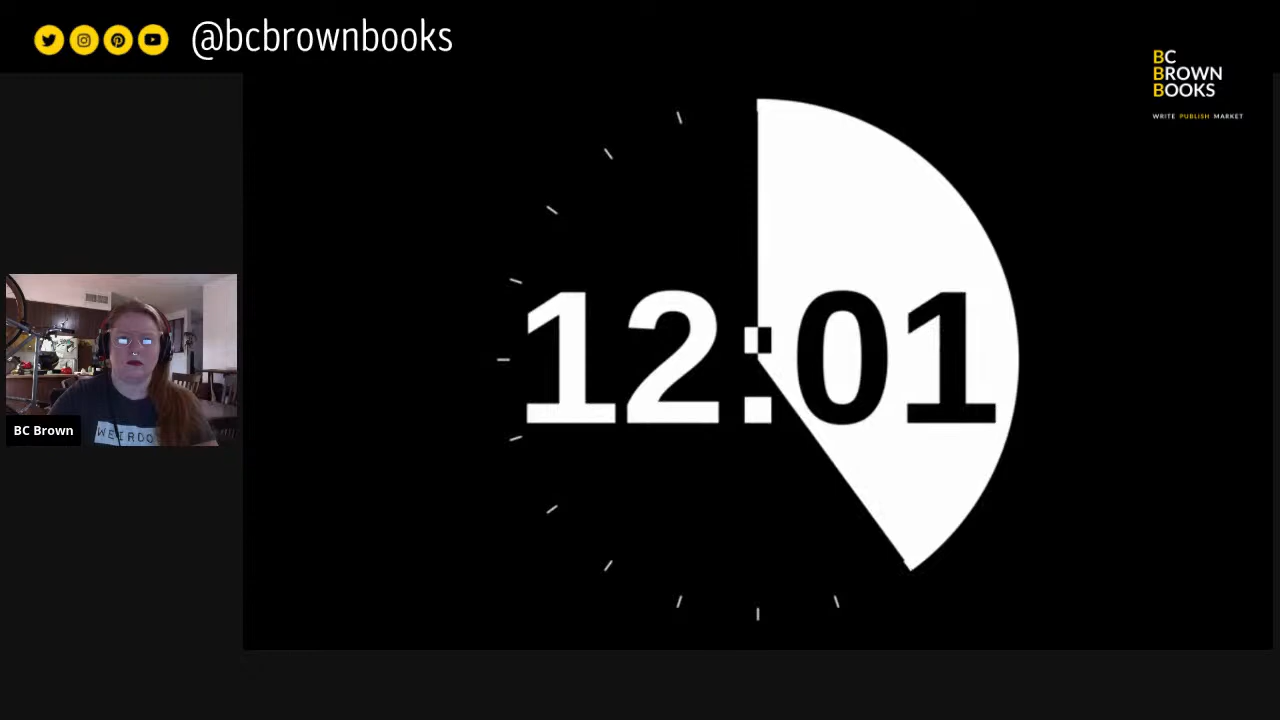 @bcbrownbooks
BC
BROWN
BOOKS
WRITE PUBLISH MARKET
12:01
WEIRDO
BC Brown